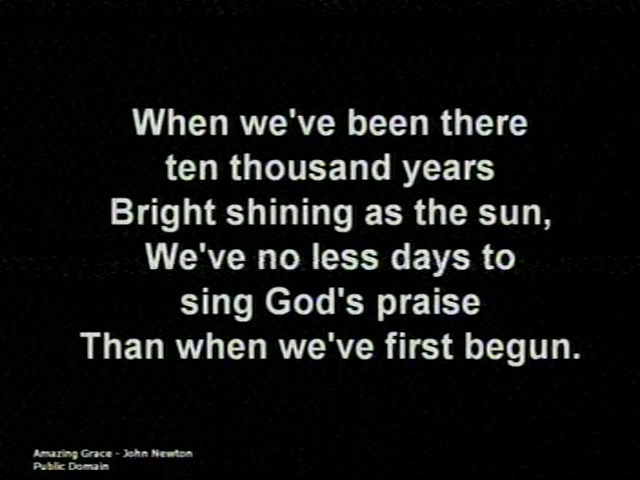 When we've been there
ten thousand years
Bright shining as the sun,
We've no less days to
sing God's praise
Than when we've first begun.
Amazing Grace - John Newton
Public Domain